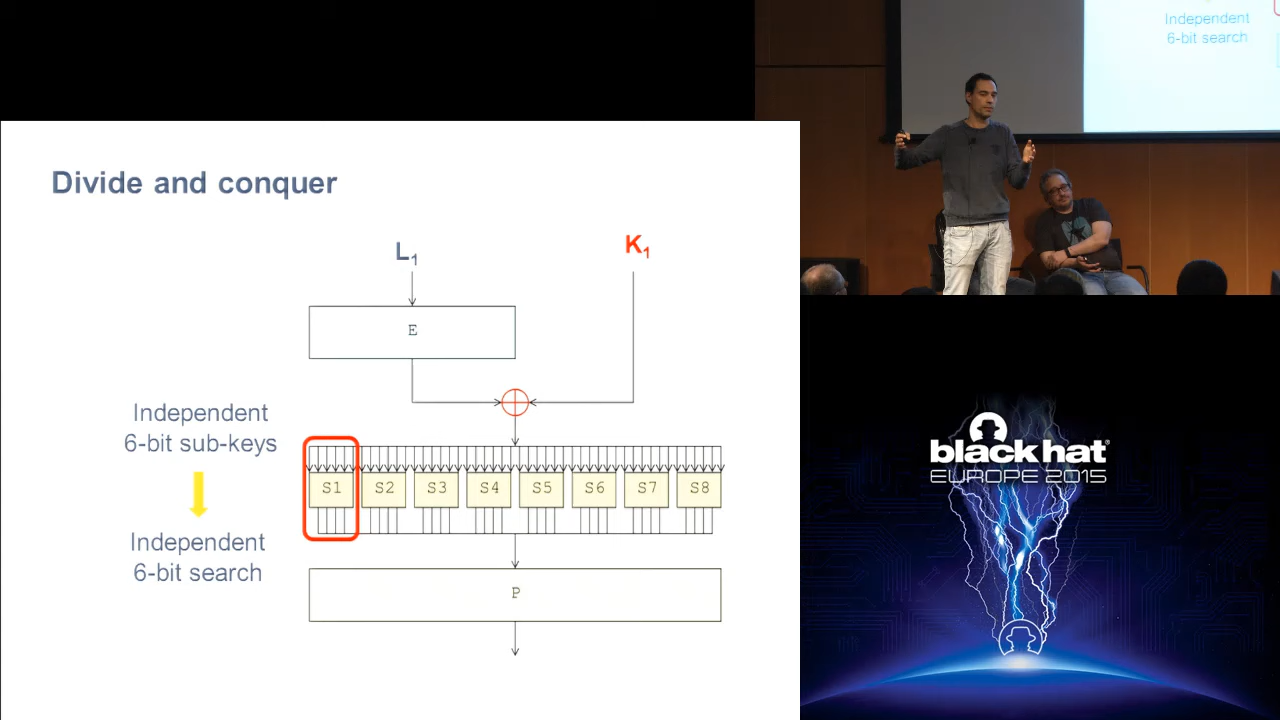 Independent
6-bit search
Divide and conquer
L1
K1
E
Independent
6-bit sub-keys
S1 S2 S3 S4 S5 S6 S7 S8
Independent
6-bit search
P
black hat®
EUROPE 2015